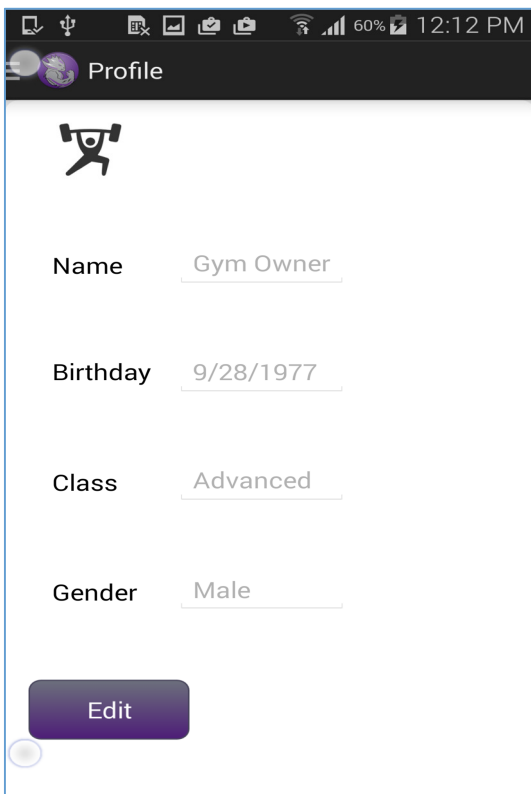 60% 12:12 PM
Profile
Name Gym Owner
Birthday 9/28/1977
Class Advanced
Gender Male
Edit